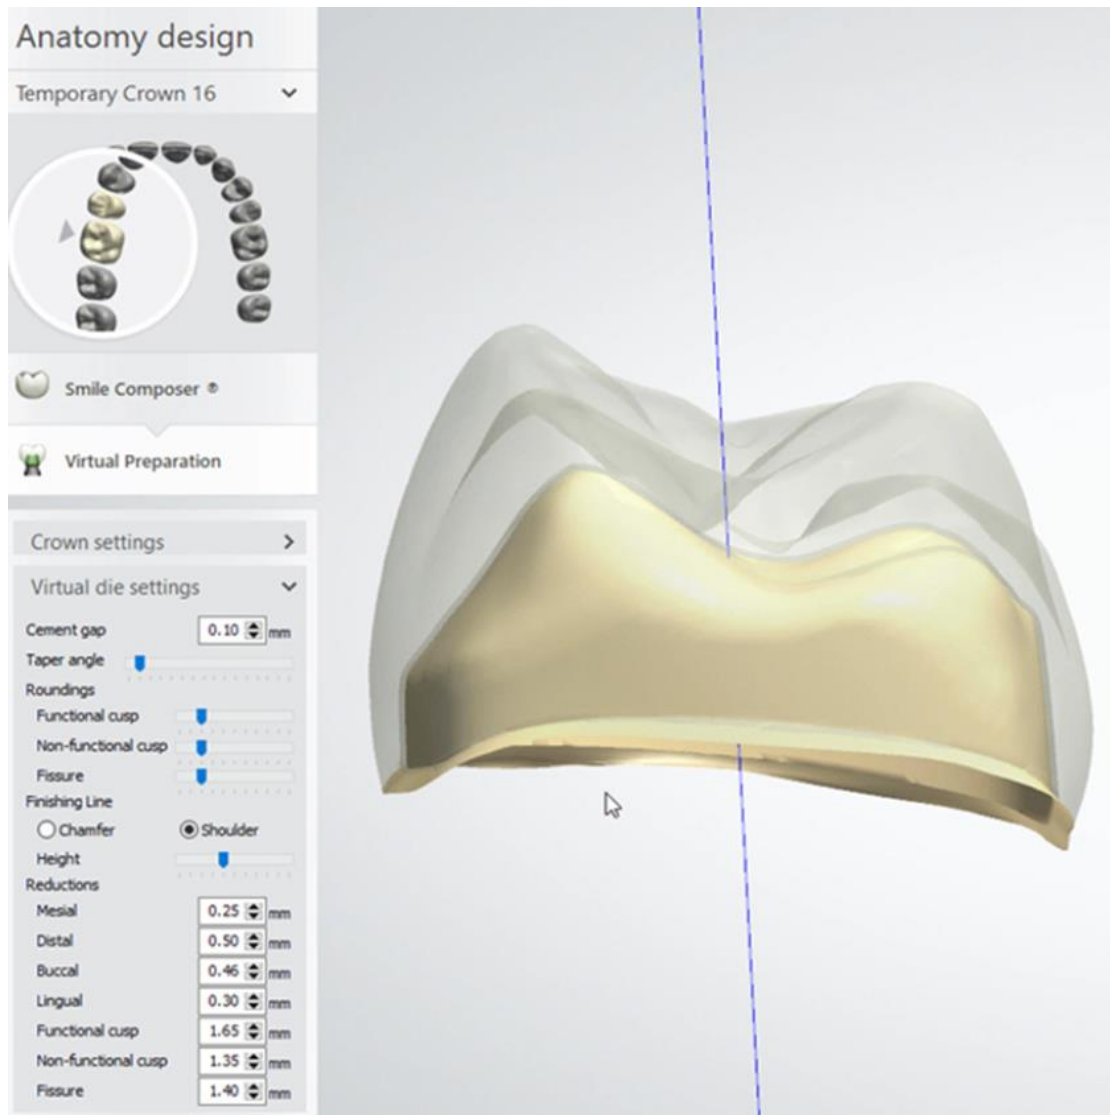 Anatomy design
Temporary Crown 16
Smile Composer ®
Virtual Preparation
Crown settings
Virtual die settings
Cement gap 0.10 mm
Taper angle
Roundings
Functional cusp
Non-functional cusp
Fissure
Finishing Line
Chamfer Shoulder
Height
Reductions
Mesial 0.25 mm
Distal 0.50 mm
Buccal 0.46 mm
Lingual 0.30 mm
Functional cusp 1.65 mm
Non-functional cusp 1.35 mm
Fissure 1.40 mm